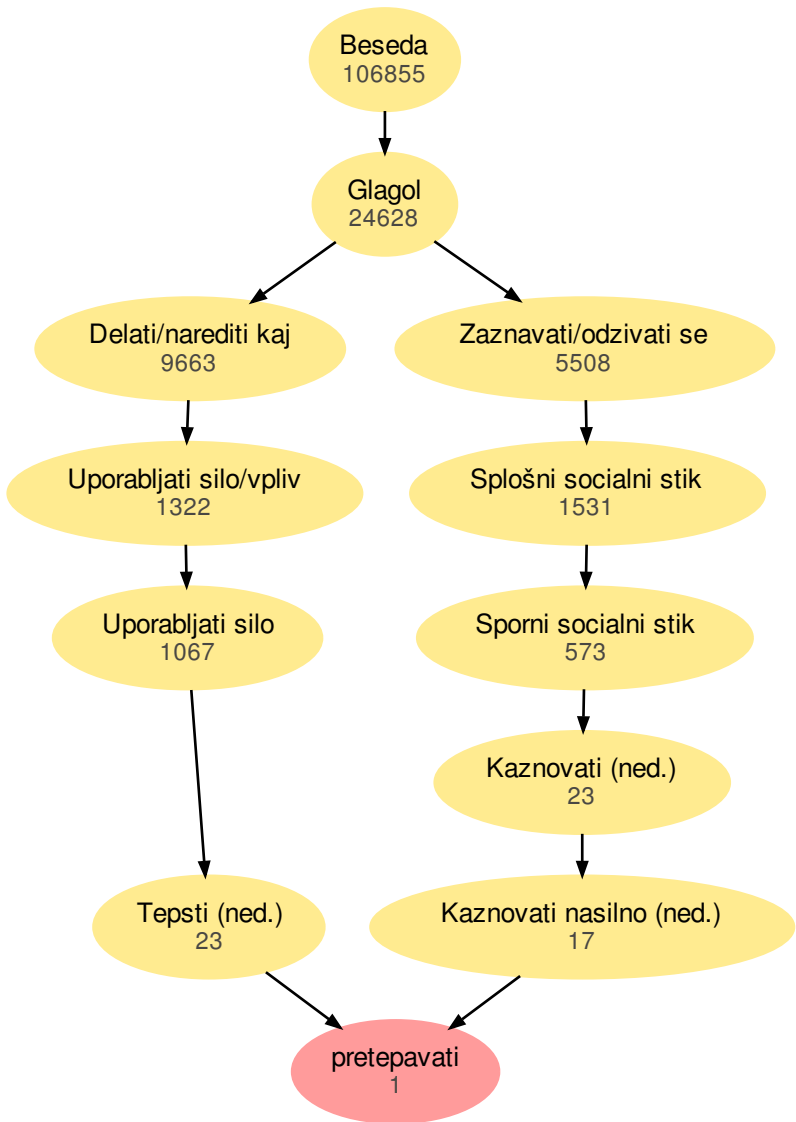 Beseda
106855
Glagol
24628
Delati/narediti kaj
9663
Zaznavati/odzivati se
5508
Uporabljati silo/vpliv
1322
Splošni socialni stik
1531
Uporabljati silo
1067
Sporni socialni stik
573
Kaznovati (ned.)
23
Tepsti (ned.)
23
Kaznovati nasilno (ned.)
17
pretepavati
1